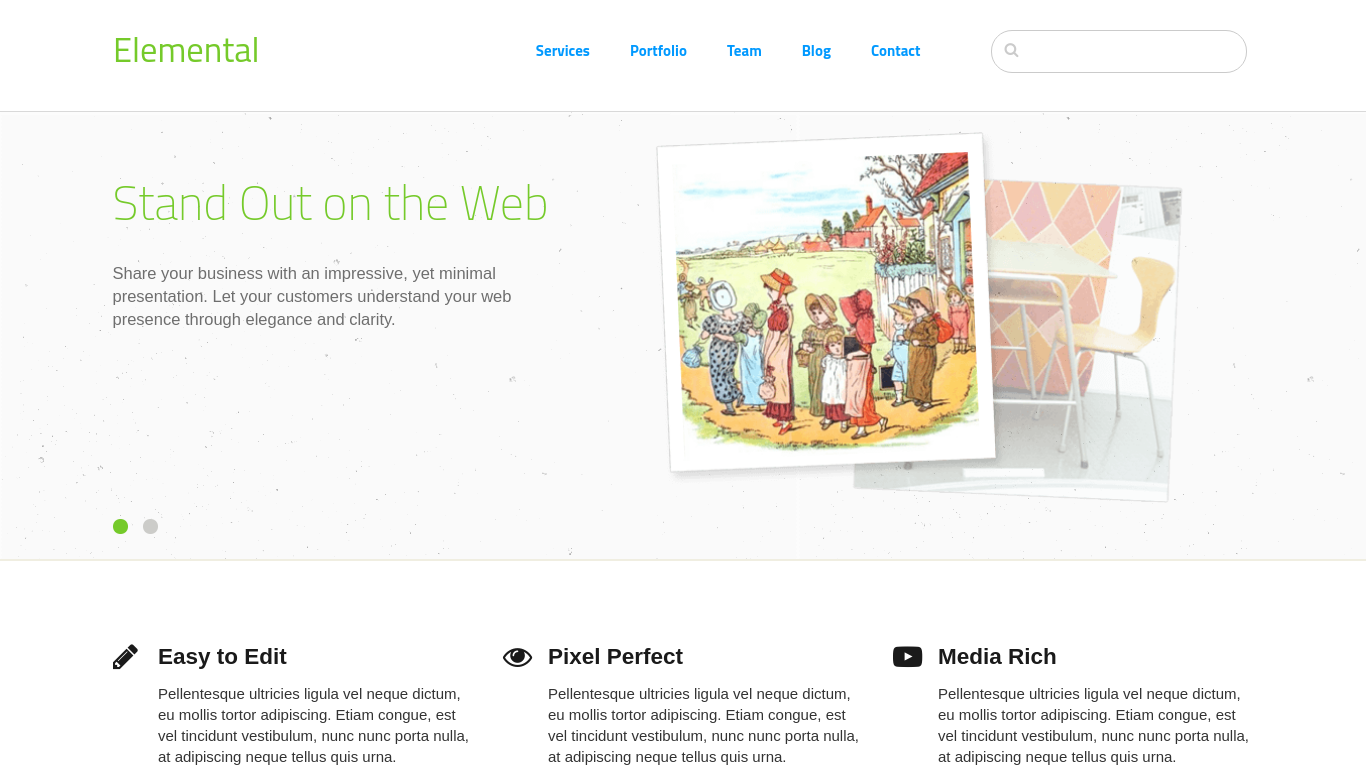 Elemental
Services
Portfolio
Team
Blog
Contact
Stand Out on the Web
Share your business with an impressive, yet minimal
presentation. Let your customers understand your web
presence through elegance and clarity.
Easy to Edit
Pellentesque ultricies ligula vel neque dictum,
eu mollis tortor adipiscing. Etiam congue, est
vel tincidunt vestibulum, nunc nunc porta nulla,
at adipiscing neque tellus quis urna.
Pixel Perfect
Pellentesque ultricies ligula vel neque dictum,
eu mollis tortor adipiscing. Etiam congue, est
vel tincidunt vestibulum, nunc nunc porta nulla,
at adipiscing neque tellus quis urna.
Media Rich
Pellentesque ultricies ligula vel neque dictum,
eu mollis tortor adipiscing. Etiam congue, est
vel tincidunt vestibulum, nunc nunc porta nulla,
at adipiscing neque tellus quis urna.